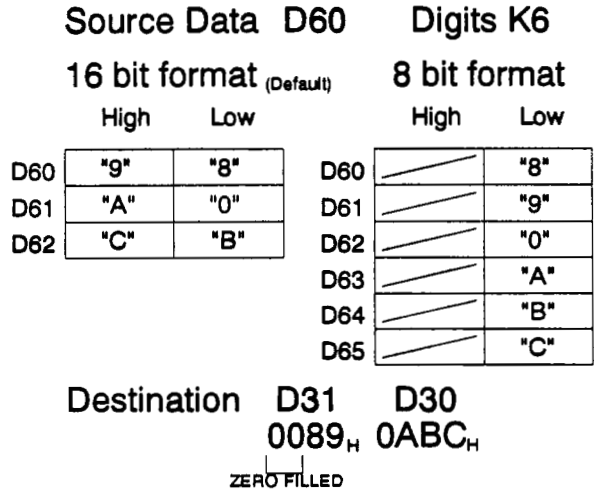 Source Data D60 Digits K6
16 bit format (Default) 8 bit format
High Low High Low
D60 "9" "8" D60 "8"
D61 "A" "0" D61 "9"
D62 "C" "B" D62 "0"
D63 "A"
D64 "B"
D65 "C"
Destination D31 D30
0089H 0ABCH
ZERO FILLED